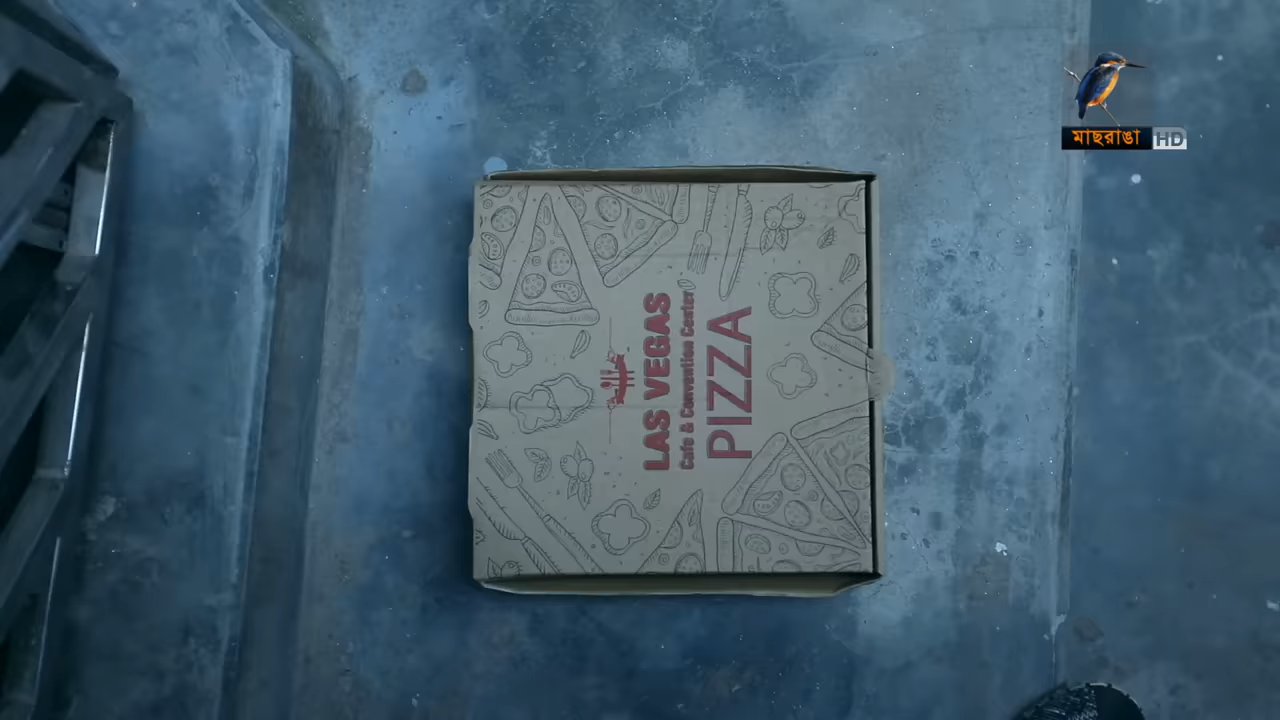 LAS VEGAS
Cafe & Convention Center
PIZZA
মাছরাঙা HD